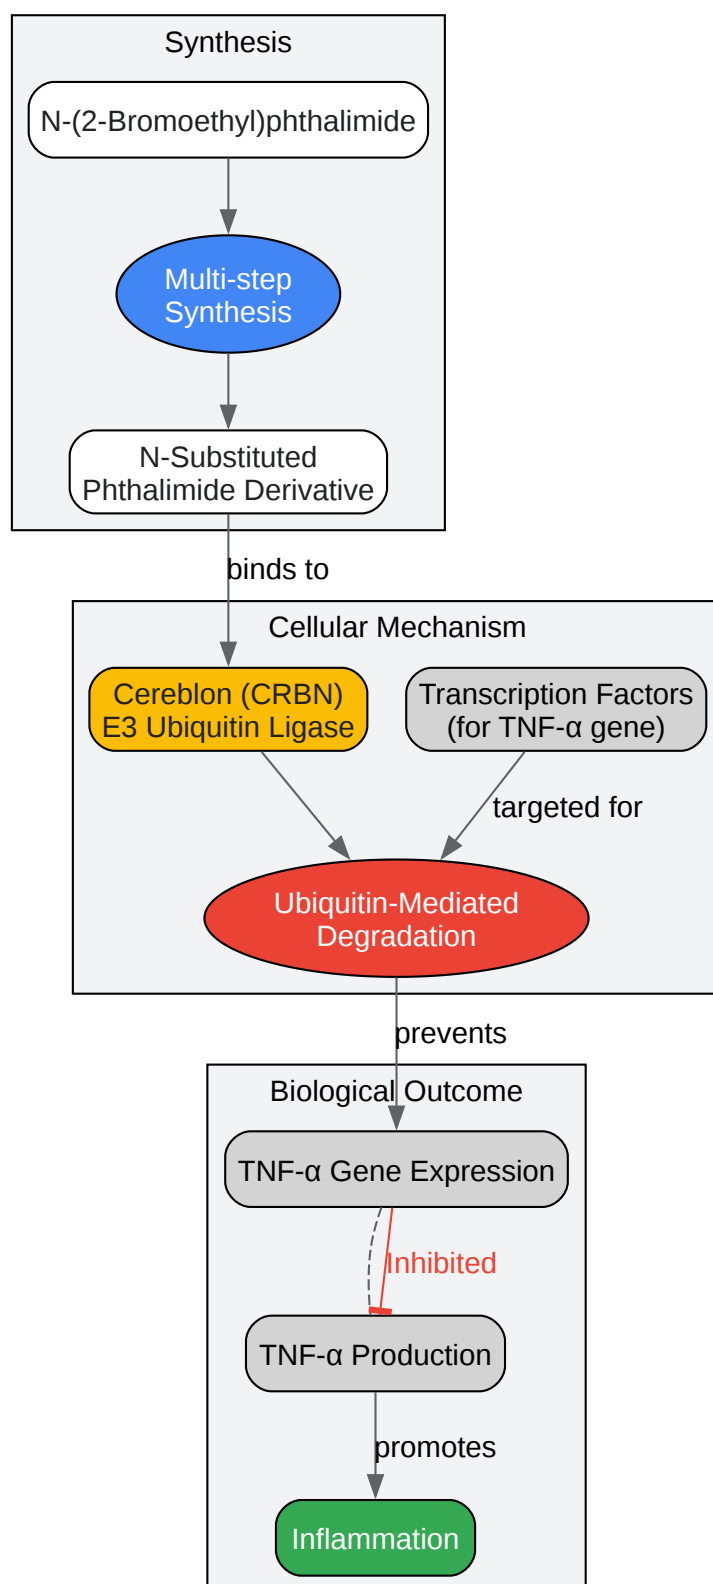 Synthesis
N-(2-Bromoethyl)phthalimide
Multi-step
Synthesis
N-Substituted
Phthalimide Derivative
binds to
Cellular Mechanism
Cereblon (CRBN)
E3 Ubiquitin Ligase
Transcription Factors
(for TNF-α gene)
targeted for
Ubiquitin-Mediated
Degradation
prevents
Biological Outcome
TNF-α Gene Expression
Inhibited
TNF-α Production
promotes
Inflammation